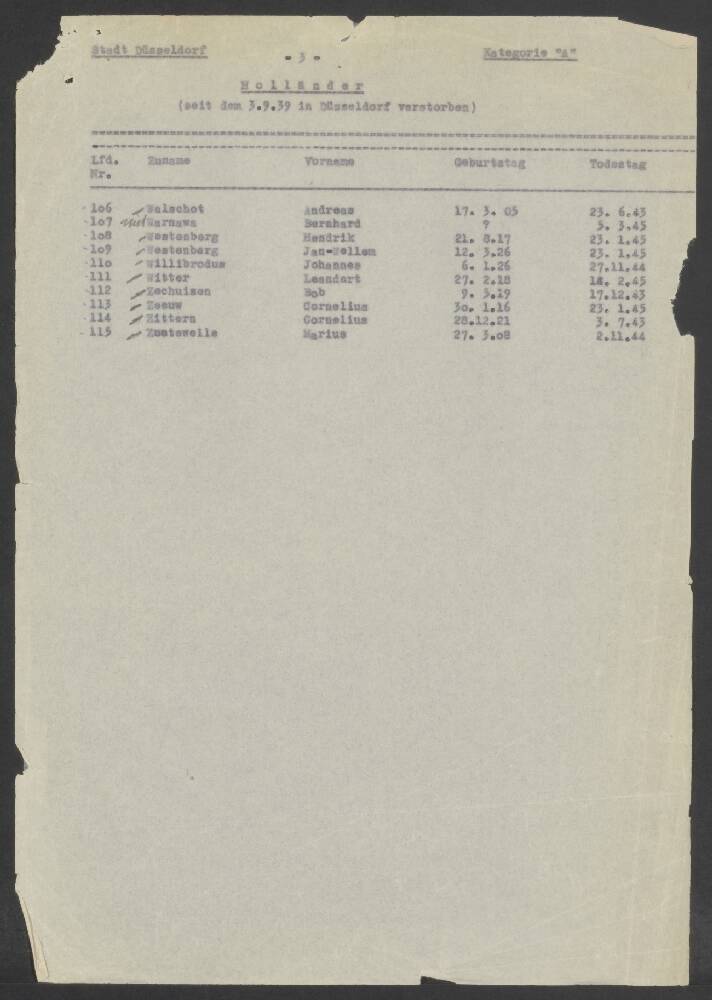 Stadt Düsseldorf - 3 - Kategorie "A"
Holländer
(seit dem 3.9.39 in Düsseldorf verstorben)
Lfd. Zuname Vorname Geburtstag Todestag
Nr.
106 Walschot Andreas 17. 3. 05 23. 6.43
107 Warnawa Bernhard ? 5. 3.45
108 Westenberg Hendrik 21. 8.17 23. 1.45
109 Westenberg Jan-Wellem 12. 3.26 23. 1.45
110 Willibrodus Johannes 6. 1.26 27.11.44
111 Witter Leendert 27. 2.18 2.45
112 Zechuisen Bob 9. 3.19 17.12.43
113 Zeeuw Cornelius 30. 1.16 23. 1.45
114 Zittern Cornelius 28.12.21 3. 7.43
115 Marius 27. 3.08 2.11.44